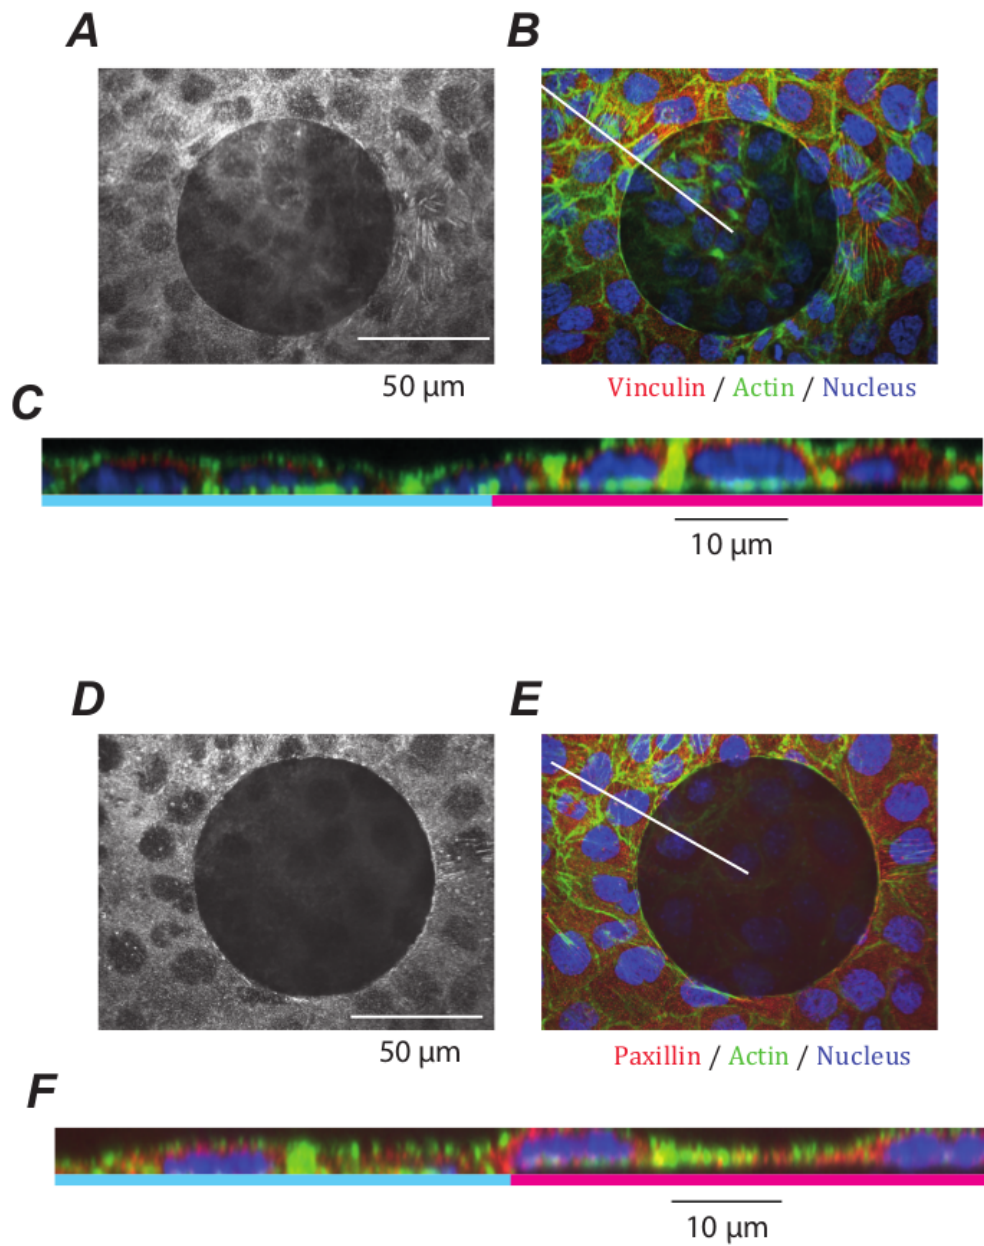 A
B
50 µm
Vinculin / Actin / Nucleus
C
10 µm
D
E
50 µm
Paxillin / Actin / Nucleus
F
10 µm